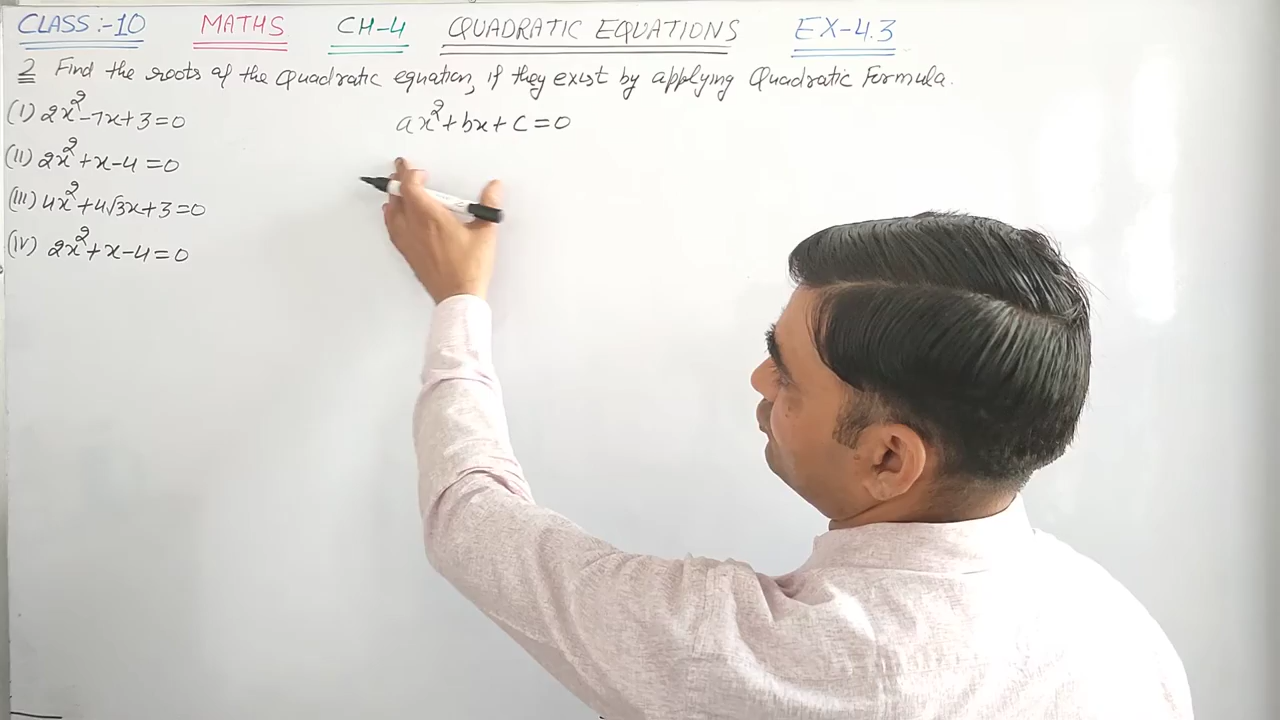 CLASS:-10 MATHS CH-4 QUADRATIC EQUATIONS EX-4.3
2 Find the roots of the Quadratic equation, if they exist by applying Quadratic Formula.
(I) 2x²-7x+3=0
ax²+bx+c=0
(II) 2x²+x-4=0
(III) 4x²+4√3x+3=0
(IV) 2x²+x-4=0